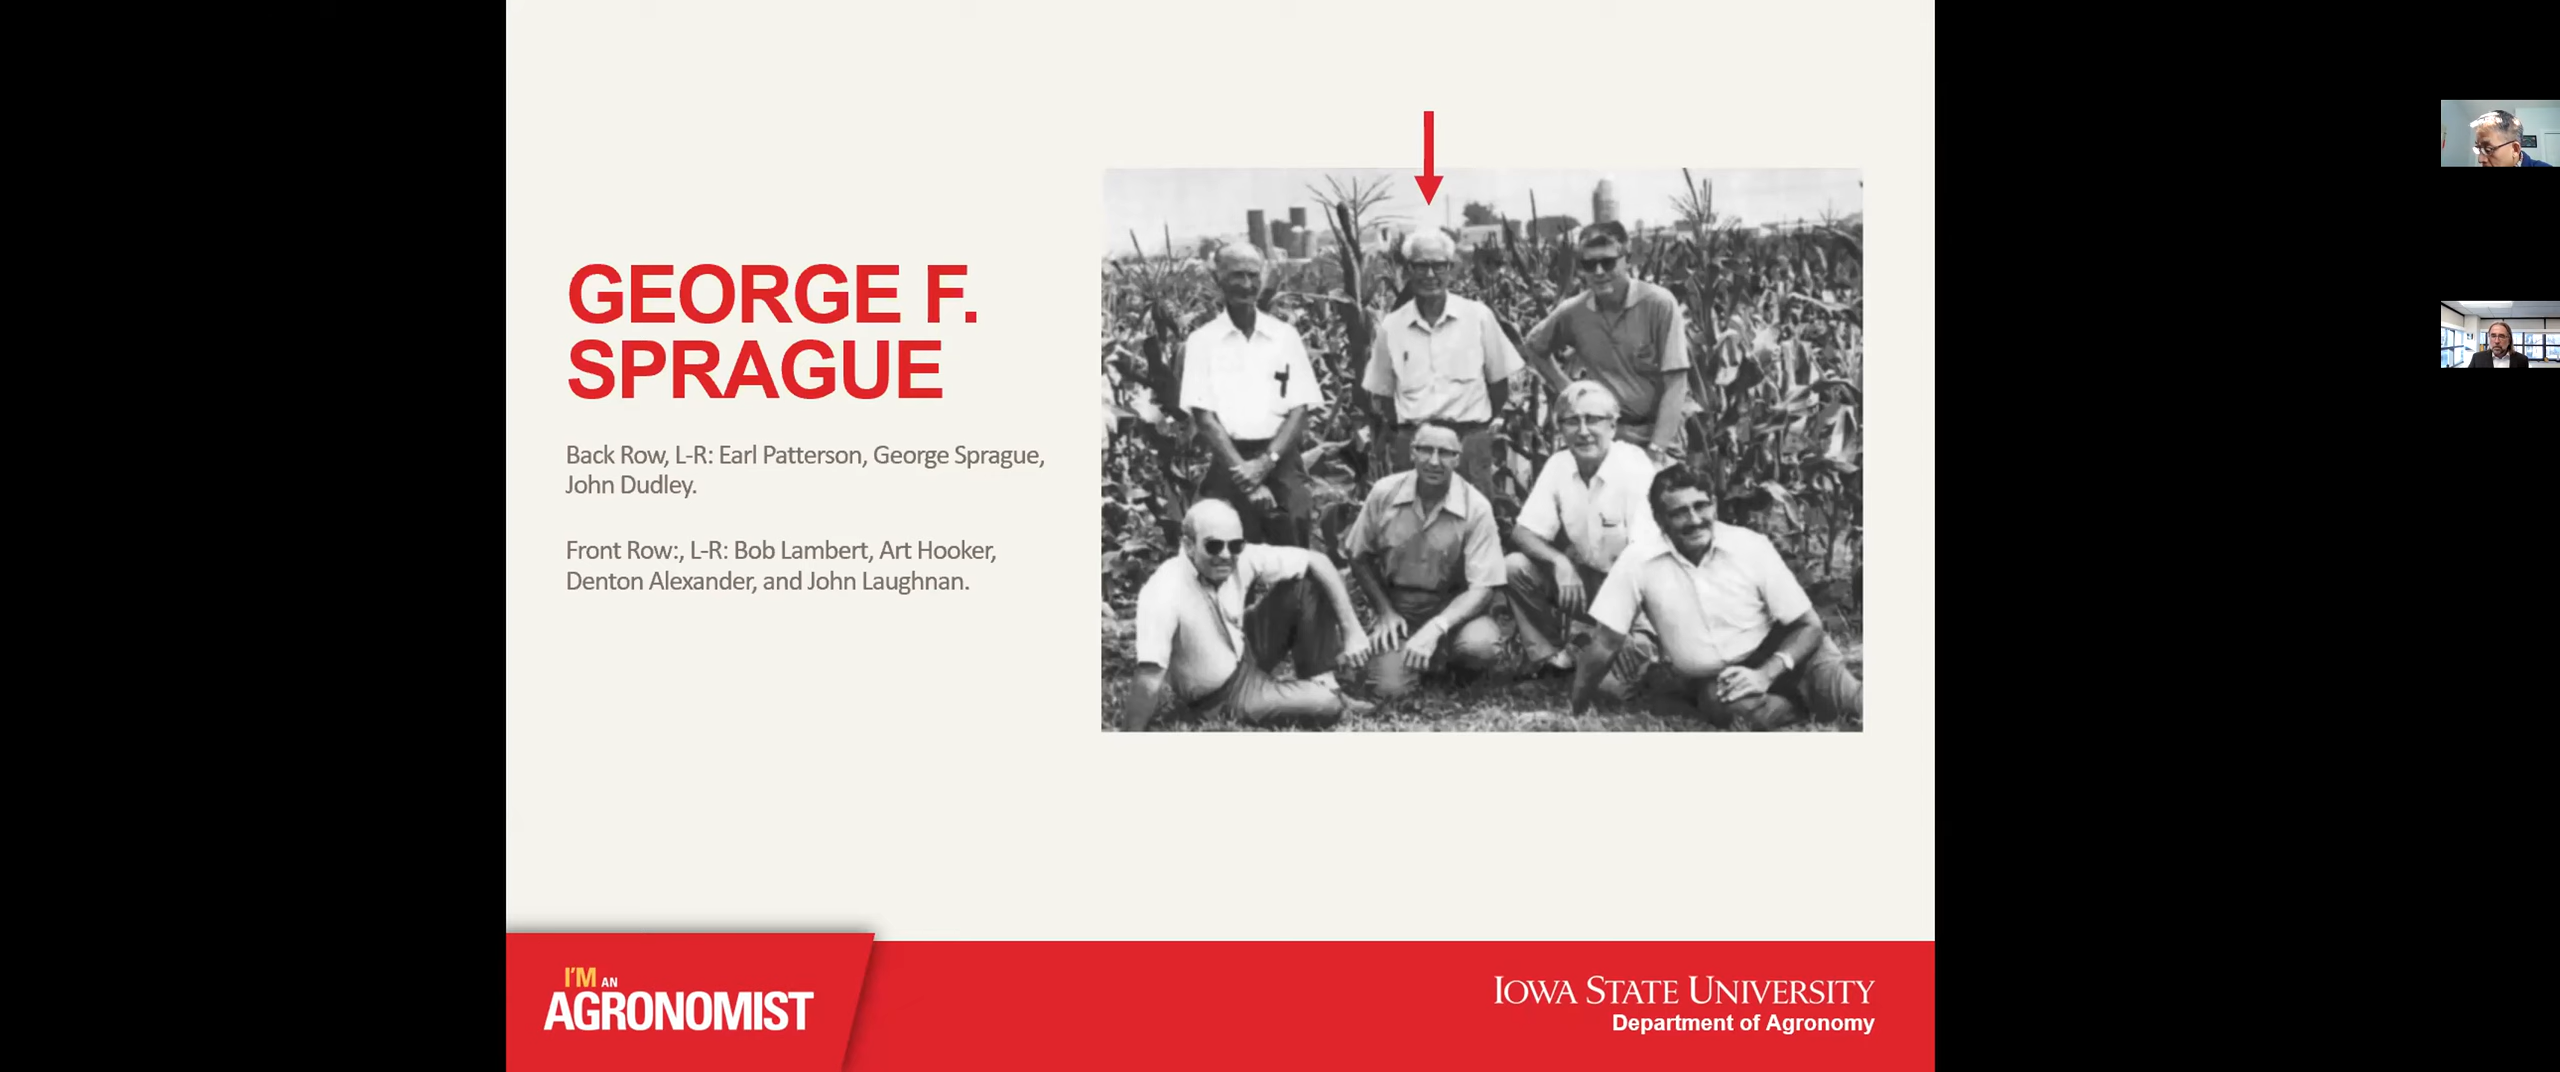 GEORGE F.
SPRAGUE
Back Row, L-R: Earl Patterson, George Sprague,
John Dudley.
Front Row:, L-R: Bob Lambert, Art Hooker,
Denton Alexander, and John Laughnan.
I'M AN
AGRONOMIST
IOWA STATE UNIVERSITY
Department of Agronomy